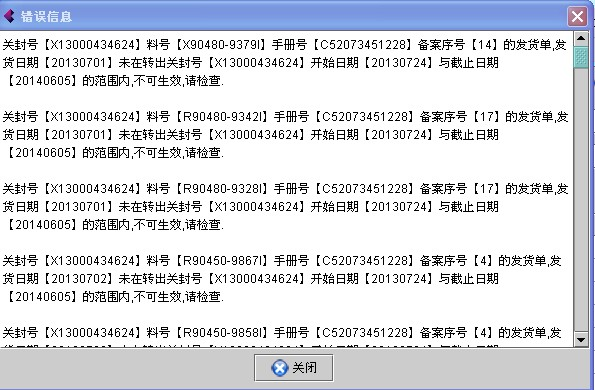 错误信息
关封号【X13000434624】料号【X90480-9379I】手册号【C52073451228】备案序号【14】的发货单,发
货日期【20130701】未在转出关封号【X13000434624】开始日期【20130724】与截止日期
【20140605】的范围内,不可生效,请检查.
关封号【X13000434624】料号【R90480-9342I】手册号【C52073451228】备案序号【17】的发货单,发
货日期【20130701】未在转出关封号【X13000434624】开始日期【20130724】与截止日期
【20140605】的范围内,不可生效,请检查.
关封号【X13000434624】料号【R90480-9328I】手册号【C52073451228】备案序号【17】的发货单,发
货日期【20130701】未在转出关封号【X13000434624】开始日期【20130724】与截止日期
【20140605】的范围内,不可生效,请检查.
关封号【X13000434624】料号【R90450-9867I】手册号【C52073451228】备案序号【4】的发货单,发
货日期【20130702】未在转出关封号【X13000434624】开始日期【20130724】与截止日期
【20140605】的范围内,不可生效,请检查.
关封号【X13000434624】料号【R90450-9858I】手册号【C52073451228】备案序号【4】的发货单,发
关闭